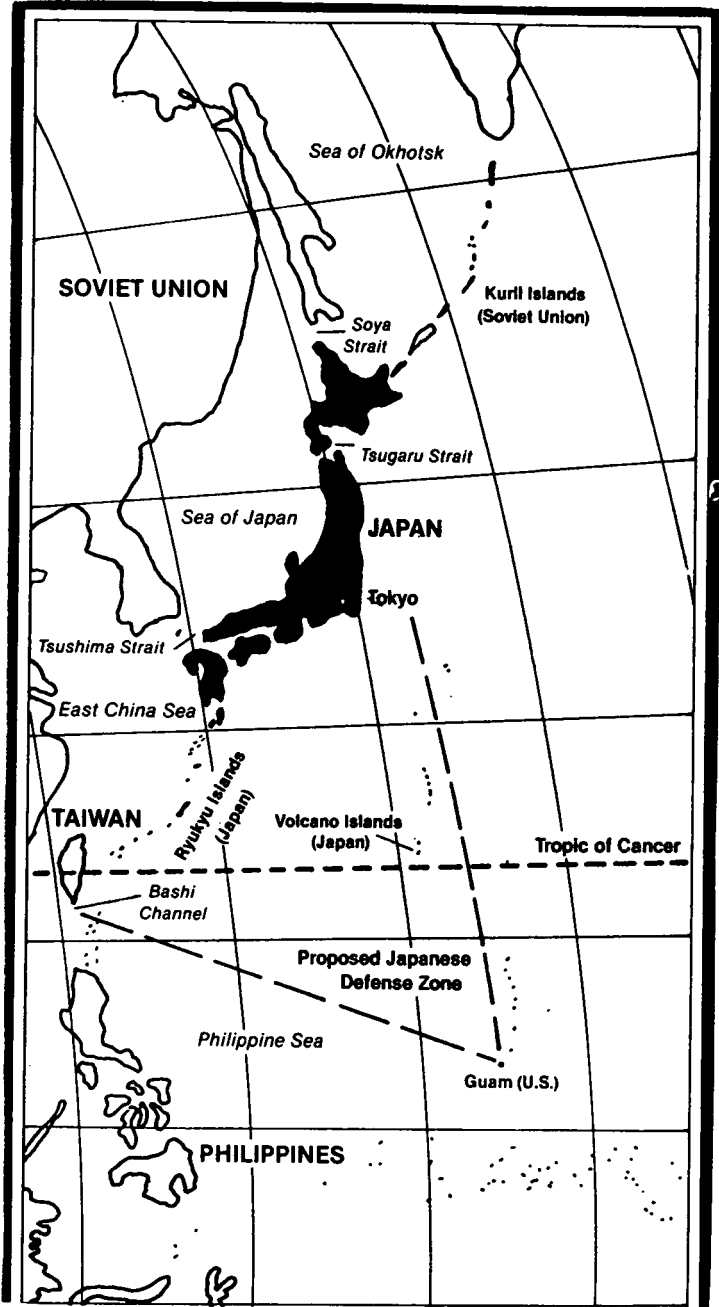 Sea of Okhotsk
SOVIET UNION
Kuril Islands
(Soviet Union)
Soya
Strait
Tsugaru Strait
Sea of Japan
JAPAN
Tokyo
Tsushima Strait
East China Sea
Ryukyu Islands
(Japan)
TAIWAN
Volcano Islands
(Japan)
Tropic of Cancer
Bashi
Channel
Proposed Japanese
Defense Zone
Philippine Sea
Guam (U.S.)
PHILIPPINES